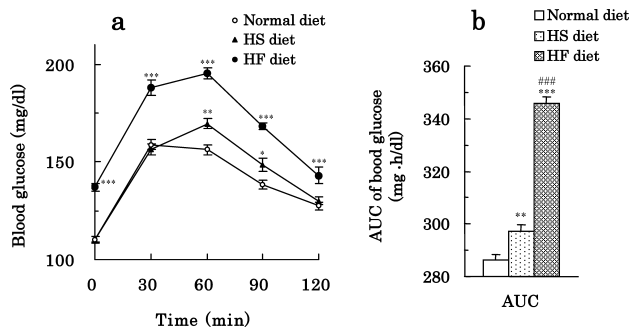 a
Normal diet
HS diet
HF diet
Blood glucose (mg/dl)
200
150
100
***
***
***
***
***
**
*
0 30 60 90 120
Time (min)
b
Normal diet
HS diet
HF diet
AUC of bood glucose
(mg·h/dl)
360
340
320
300
280
###
***
**
AUC